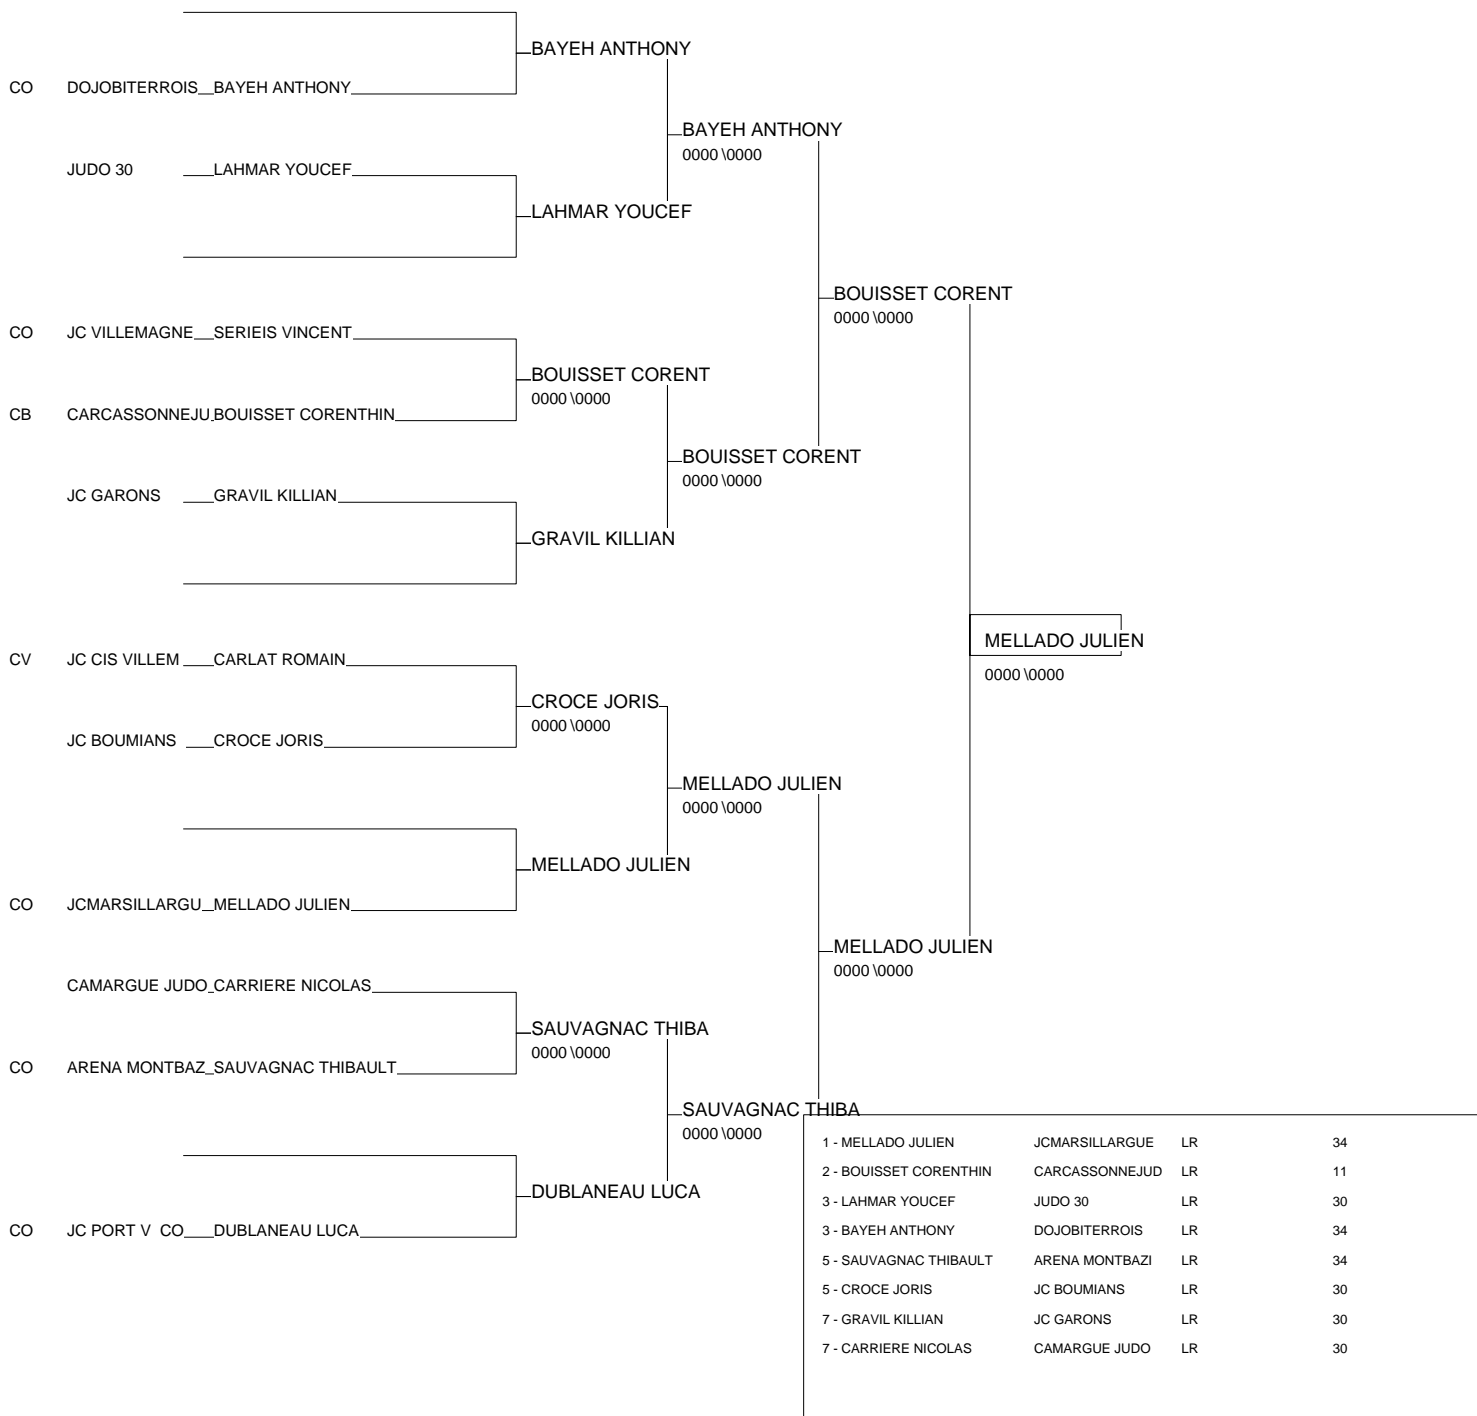 BAYEH ANTHONY
CO DOJOBITERROIS BAYEH ANTHONY
BAYEH ANTHONY
0000 \0000
JUDO 30 LAHMAR YOUCEF
LAHMAR YOUCEF
BOUISSET CORENT
0000 \0000
CO JC VILLEMAGNE SERIEIS VINCENT
BOUISSET CORENT
0000 \0000
CB CARCASSONNEJU BOUISSET CORENTHIN
BOUISSET CORENT
0000 \0000
JC GARONS GRAVIL KILLIAN
GRAVIL KILLIAN
MELLADO JULIEN
0000 \0000
CV JC CIS VILLEM CARLAT ROMAIN
CROCE JORIS
0000 \0000
JC BOUMIANS CROCE JORIS
MELLADO JULIEN
0000 \0000
MELLADO JULIEN
CO JCMARSILLARGU MELLADO JULIEN
MELLADO JULIEN
0000 \0000
CAMARGUE JUDO CARRIERE NICOLAS
SAUVAGNAC THIBA
0000 \0000
CO ARENA MONTBAZ SAUVAGNAC THIBAULT
SAUVAGNAC THIBA
0000 \0000
DUBLANEAU LUCA
CO JC PORT V CO DUBLANEAU LUCA
1 - MELLADO JULIEN JCMARSILLARGUE LR 34
2 - BOUISSET CORENTHIN CARCASSONNEJUD LR 11
3 - LAHMAR YOUCEF JUDO 30 LR 30
3 - BAYEH ANTHONY DOJOBITERROIS LR 34
5 - SAUVAGNAC THIBAULT ARENA MONTBAZI LR 34
5 - CROCE JORIS JC BOUMIANS LR 30
7 - GRAVIL KILLIAN JC GARONS LR 30
7 - CARRIERE NICOLAS CAMARGUE JUDO LR 30